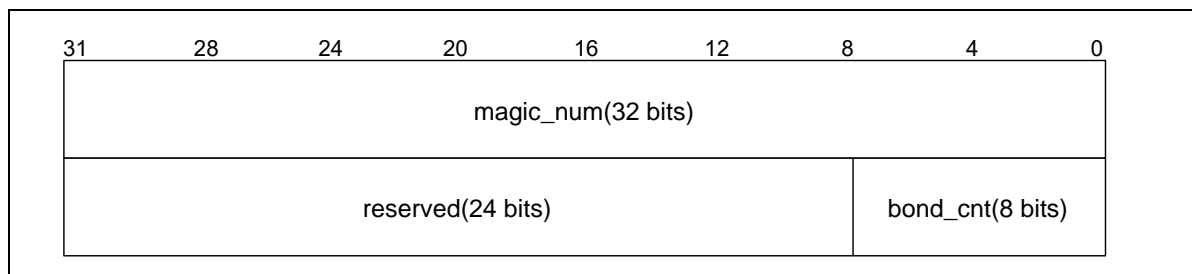 31 28 24 20 16 12 8 4 0
magic_num(32 bits)
reserved(24 bits) bond_cnt(8 bits)